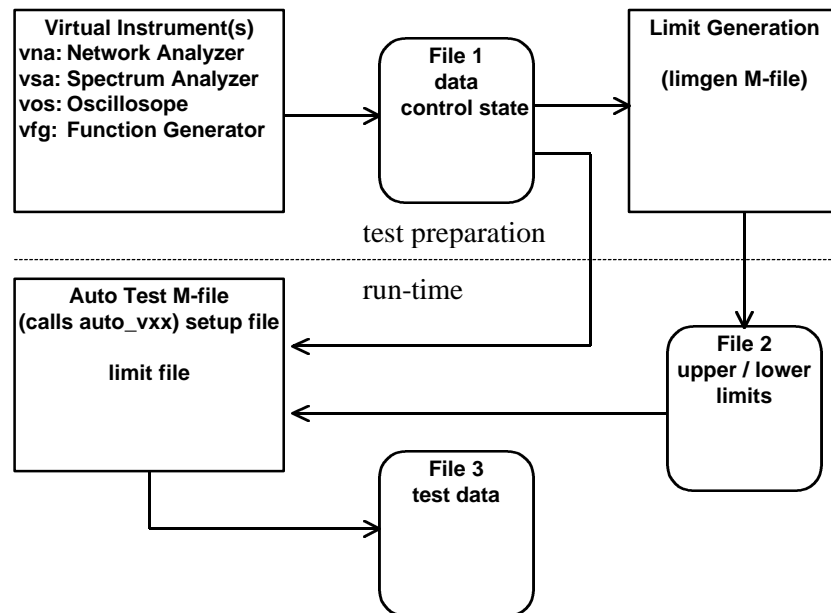 Virtual Instrument(s)
vna: Network Analyzer
vsa: Spectrum Analyzer
vos: Oscillosope
vfg: Function Generator
File 1
data
control state
Limit Generation
(limgen M-file)
test preparation
run-time
Auto Test M-file
(calls auto_vxx) setup file
limit file
File 2
upper / lower
limits
File 3
test data